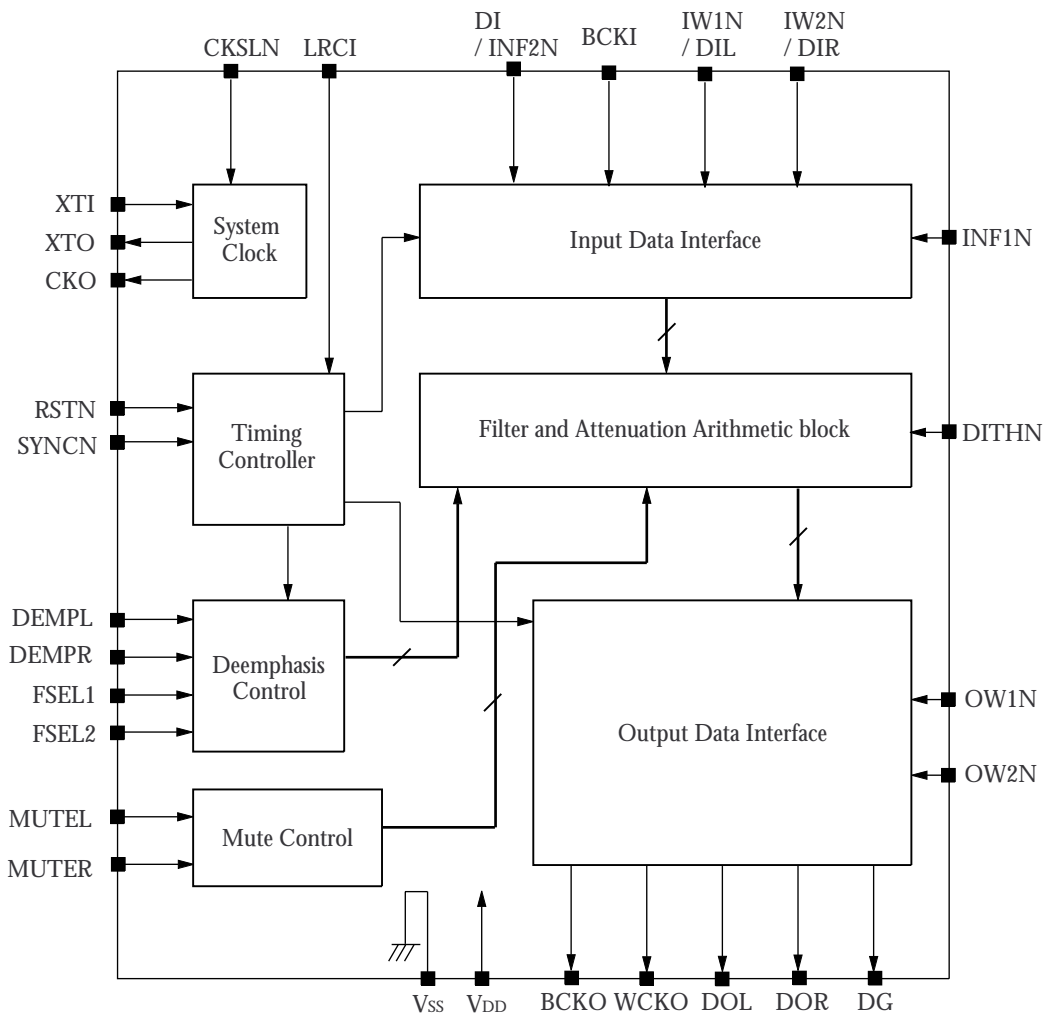 CKSLN
LRCI
DI
/ INF2N
BCKI
IW1N
/ DIL
IW2N
/ DIR
XTI
XTO
CKO
System
Clock
Input Data Interface
INF1N
RSTN
SYNCN
Timing
Controller
Filter and Attenuation Arithmetic block
DITHN
DEMPL
DEMPR
FSEL1
FSEL2
Deemphasis
Control
Output Data Interface
OW1N
OW2N
MUTEL
MUTER
Mute Control
VSS
VDD
BCKO
WCKO
DOL
DOR
DG